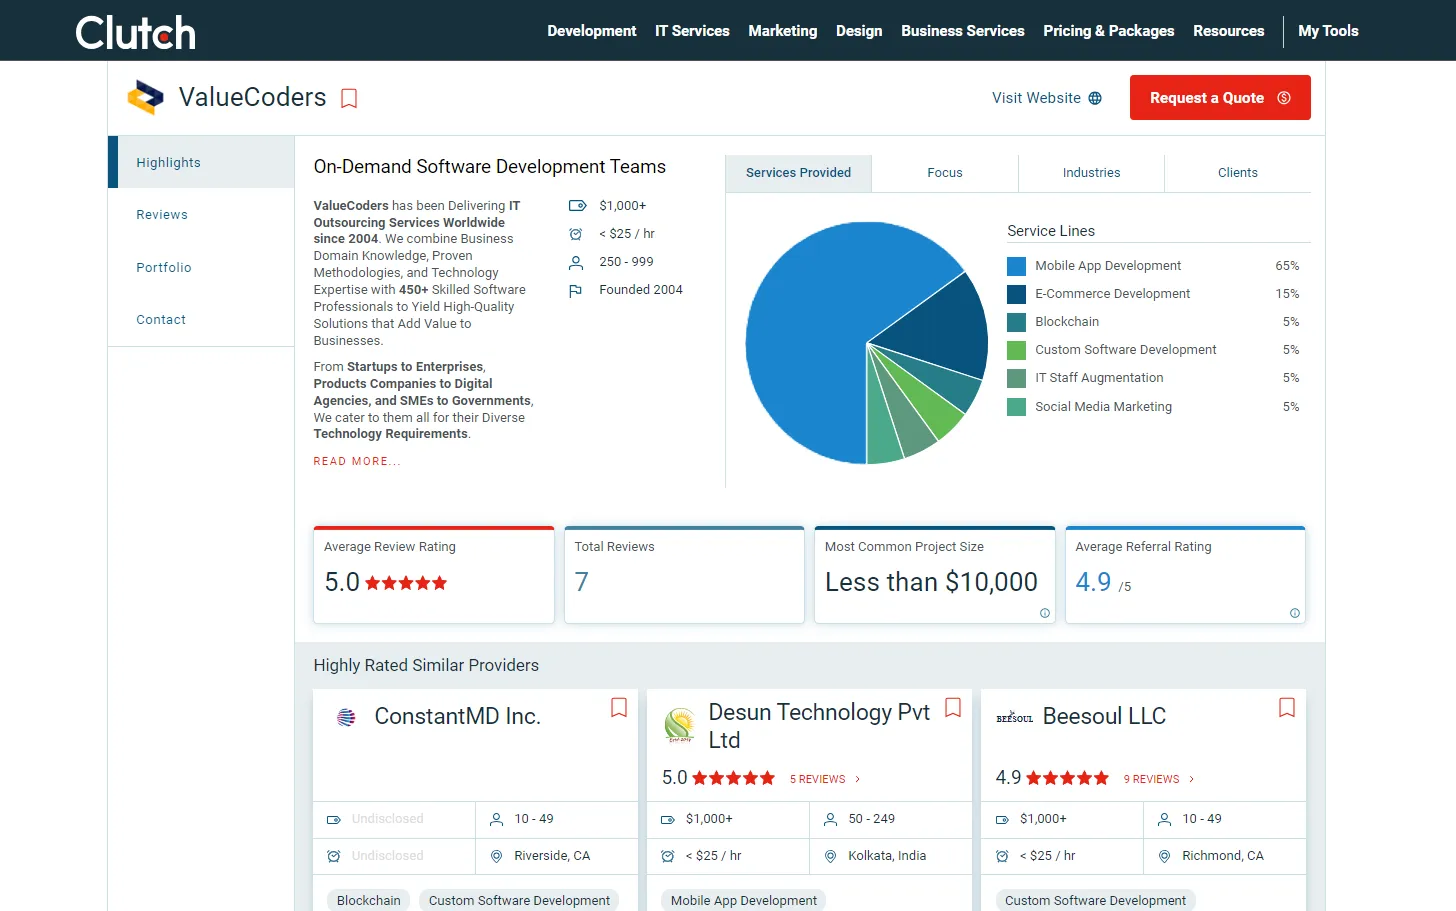 Clutch
Development IT Services Marketing Design Business Services Pricing & Packages Resources My Tools
ValueCoders
Visit Website
Request a Quote
Highlights
Reviews
Portfolio
Contact
On-Demand Software Development Teams
ValueCoders has been Delivering IT
Outsourcing Services Worldwide
since 2004. We combine Business
Domain Knowledge, Proven
Methodologies, and Technology
Expertise with 450+ Skilled Software
Professionals to Yield High-Quality
Solutions that Add Value to
Businesses.
From Startups to Enterprises,
Products Companies to Digital
Agencies, and SMEs to Governments,
We cater to them all for their Diverse
Technology Requirements.
READ MORE...
$1,000+
< $25 / hr
250 - 999
Founded 2004
Services Provided Focus Industries Clients
Service Lines
Mobile App Development 65%
E-Commerce Development 15%
Blockchain 5%
Custom Software Development 5%
IT Staff Augmentation 5%
Social Media Marketing 5%
Average Review Rating
5.0
Total Reviews
7
Most Common Project Size
Less than $10,000
Average Referral Rating
4.9 /5
Highly Rated Similar Providers
ConstantMD Inc.
Undisclosed 10 - 49
Undisclosed Riverside, CA
Blockchain Custom Software Development
Estd 2014
Desun Technology Pvt
Ltd
5.0 5 REVIEWS
$1,000+ 50 - 249
< $25 / hr Kolkata, India
Mobile App Development
BEESOUL
Beesoul LLC
4.9 9 REVIEWS
$1,000+ 10 - 49
< $25 / hr Richmond, CA
Custom Software Development